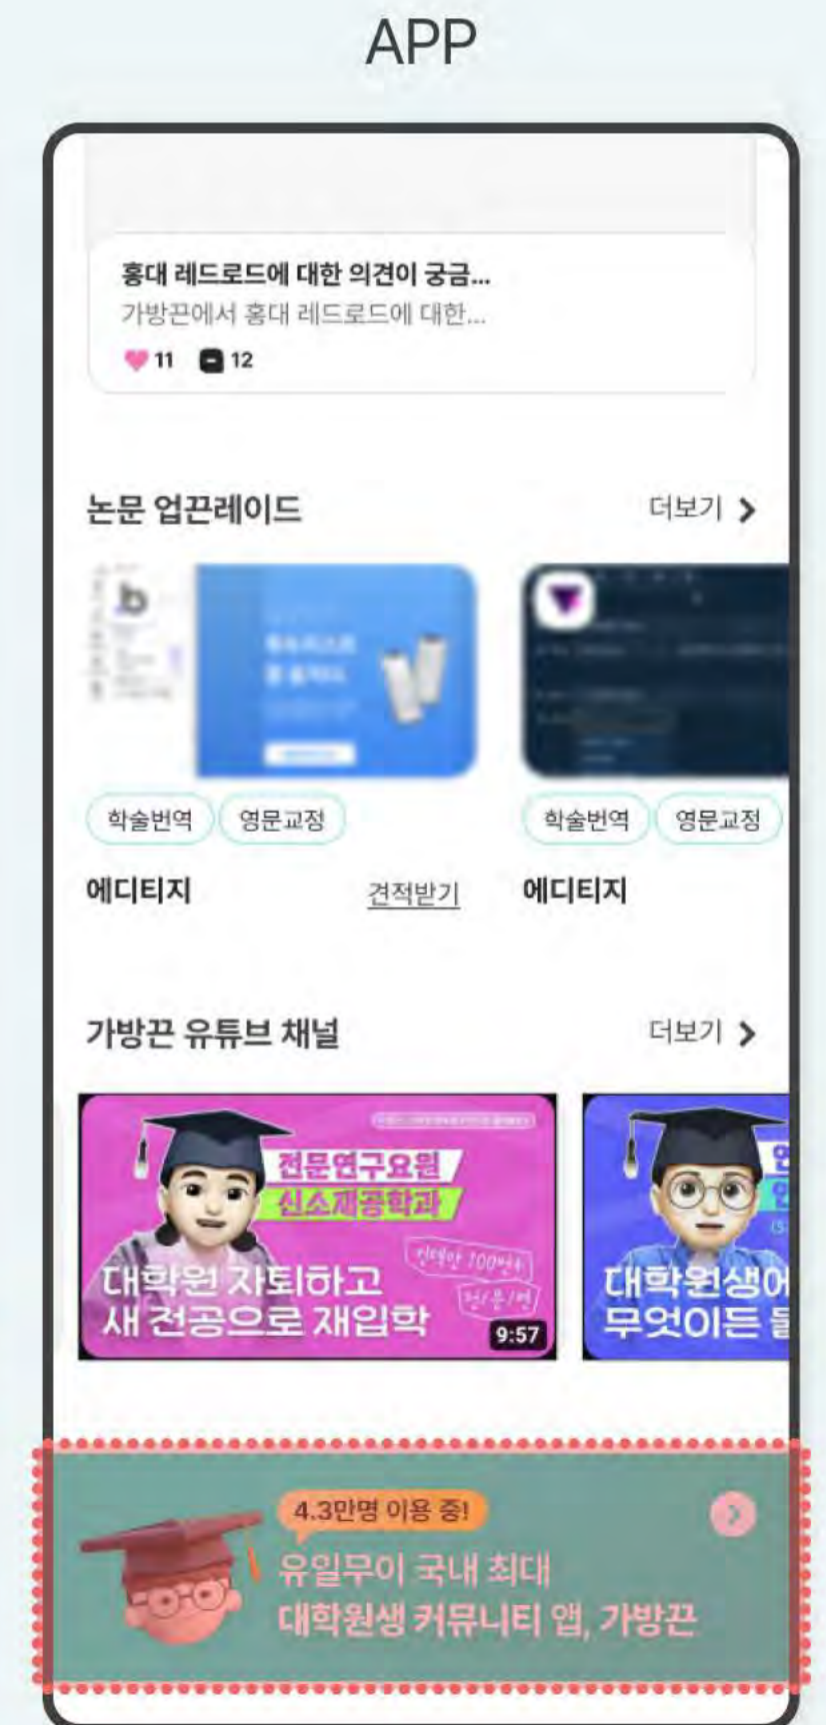 APP
홍대 레드로드에 대한 의견이 궁금...
가방끈에서 홍대 레드로드에 대한...
11 12
논문 업끈레이드 더보기
b
학술번역 영문교정 학술번역 영문교정
에디티지 견적받기 에디티지
가방끈 유튜브 채널 더보기
전문연구요원
신소재공학과
대학원 자퇴하고
새 전공으로 재입학
9:57
대학원생에
무엇이든
4.3만명 이용 중!
유일무이 국내 최대
대학원생 커뮤니티 앱, 가방끈